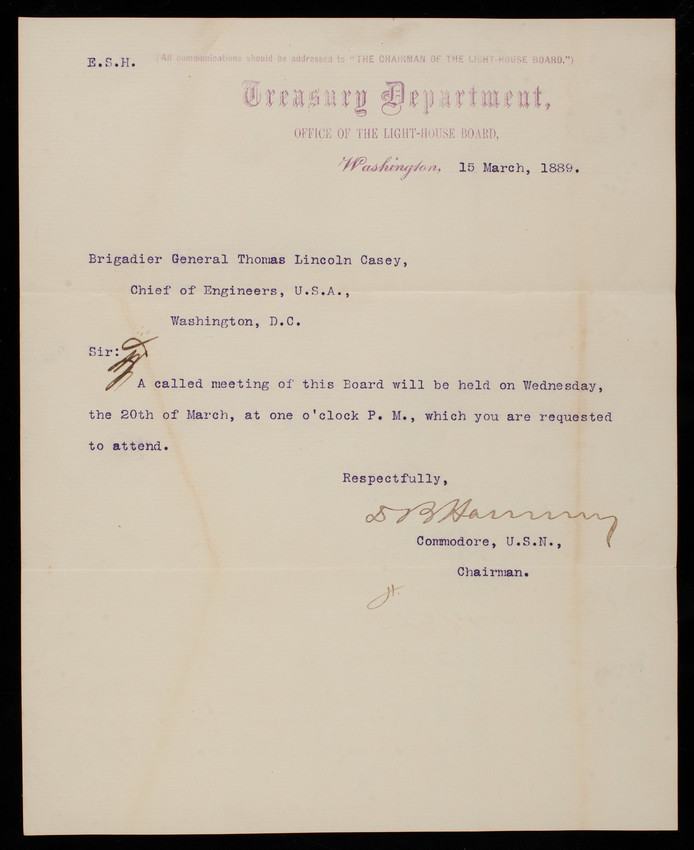 E.S.H.
(All communications should be addressed to "THE CHAIRMAN OF THE LIGHT-HOUSE BOARD.")
Treasury Department,
OFFICE OF THE LIGHT-HOUSE BOARD,
Washington, 15 March, 1889.
Brigadier General Thomas Lincoln Casey,
Chief of Engineers, U.S.A.,
Washington, D.C.
Sir:
A called meeting of this Board will be held on Wednesday,
the 20th of March, at one o'clock P. M., which you are requested
to attend.
Respectfully,
D B Harmony
Commodore, U.S.N.,
Chairman.